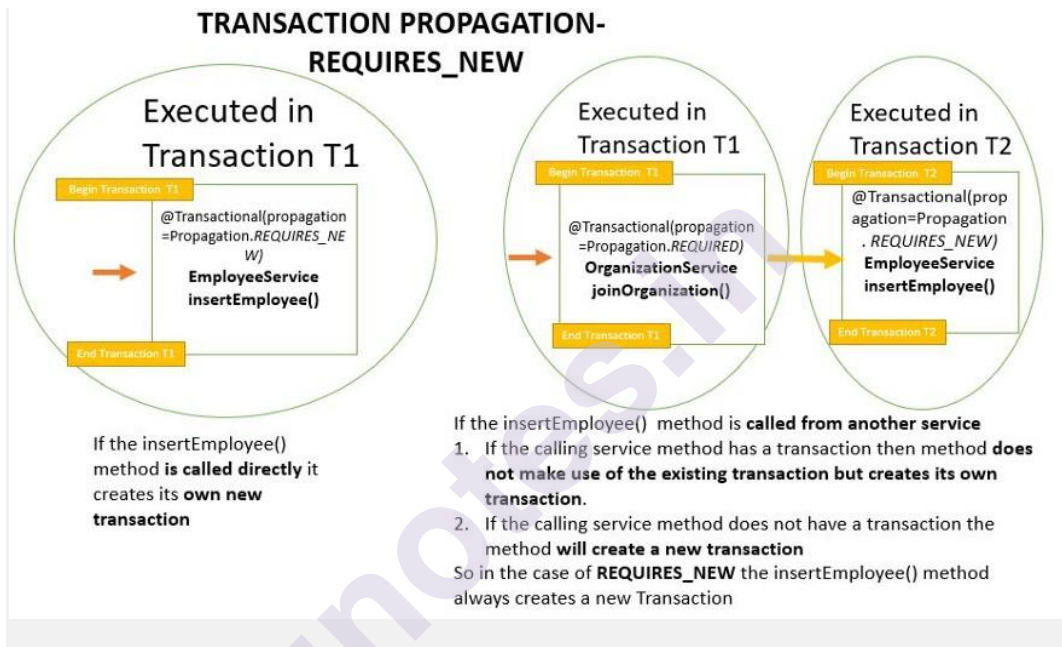 TRANSACTION PROPAGATION-
REQUIRES_NEW
Executed in
Transaction T1
Begin Transaction T1
@Transactional(propagation
=Propagation.REQUIRES_NE
W)
EmployeeService
insertEmployee()
End Transaction T1
If the insertEmployee()
method is called directly it
creates its own new
transaction
Executed in
Transaction T1
Begin Transaction T1
@Transactional(propagation
=Propagation.REQUIRED)
OrganizationService
joinOrganization()
End Transaction T1
Executed in
Transaction T2
Begin Transaction T2
@Transactional(prop
agation=Propagation
. REQUIRES_NEW)
EmployeeService
insertEmployee()
End Transaction T2
If the insertEmployee() method is called from another service
1. If the calling service method has a transaction then method does
not make use of the existing transaction but creates its own
transaction.
2. If the calling service method does not have a transaction the
method will create a new transaction
So in the case of REQUIRES_NEW the insertEmployee() method
always creates a new Transaction